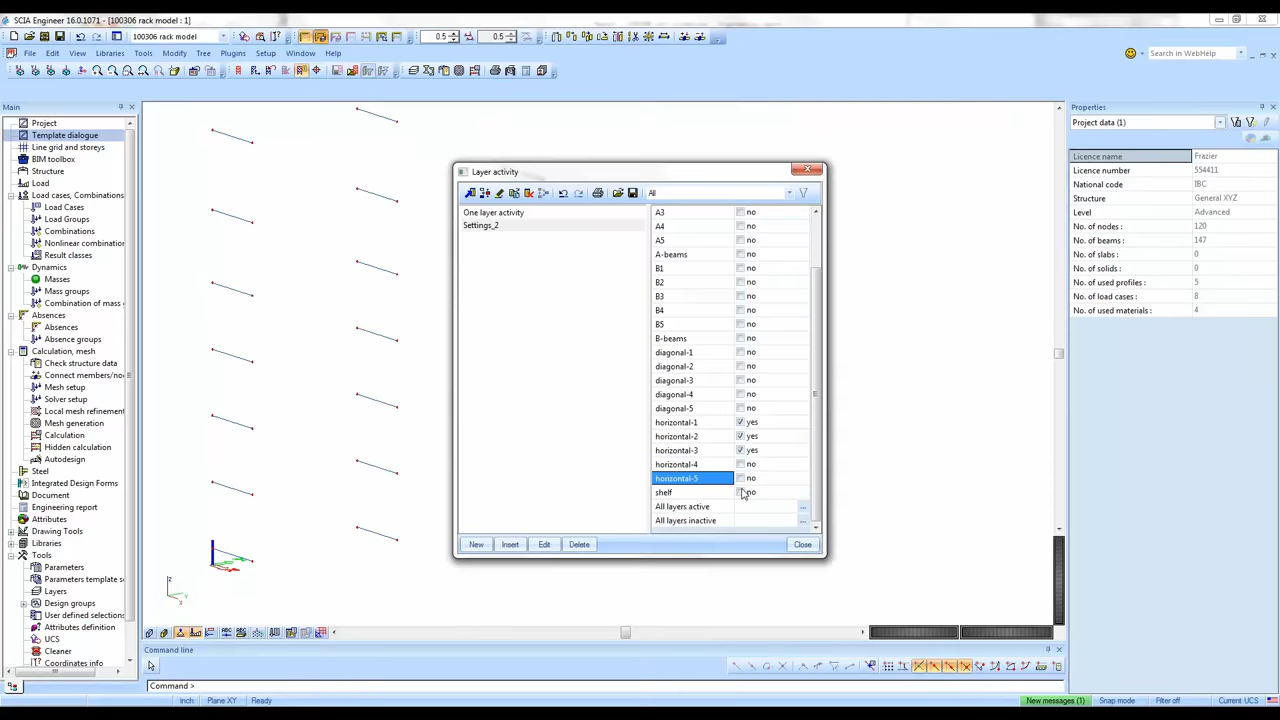 SCIA Engineer 16.0.1071 - [100306 rack model : 1]
100306 rack model
0.5
0.5
File Edit View Libraries Tools Modify Tree Plugins Setup Window Help
Search in WebHelp
Main
Project
Template dialogue
Line grid and storeys
BIM toolbox
Structure
Load
Load cases, Combinations
Load Cases
Load Groups
Combinations
Nonlinear combination
Result classes
Dynamics
Masses
Mass groups
Combination of mass g
Absences
Absences
Absence groups
Calculation, mesh
Check structure data
Connect members/no
Mesh setup
Solver setup
Local mesh refinement
Calculation
Hidden calculation
Autodesign
Steel
Integrated Design Forms
Document
Attributes
Drawing Tools
Libraries
Tools
Parameters
Parameters template s
Layers
Design groups
User defined selections
Attributes definition
UCS
Cleaner
Coordinates info
z
y
x
Layer activity
All
One layer activity
Settings_2
A3 no
A4 no
A5 no
A-beams no
B1 no
B2 no
B3 no
B4 no
B5 no
B-beams no
diagonal-1 no
diagonal-2 no
diagonal-3 no
diagonal-4 no
diagonal-5 no
horizontal-1 yes
horizontal-2 yes
horizontal-3 yes
horizontal-4 no
horizontal-5 no
shelf no
All layers active ...
All layers inactive ...
New Insert Edit Delete Close
Properties
Project data (1)
Licence name Frazier
Licence number 554411
National code IBC
Structure General XYZ
Level Advanced
No. of nodes : 120
No. of beams : 147
No. of slabs : 0
No. of solids : 0
No. of used profiles : 5
No. of load cases : 8
No. of used materials : 4
Command line
Command >
inch Plane XY Ready New messages (1) Snap mode Filter off Current UCS